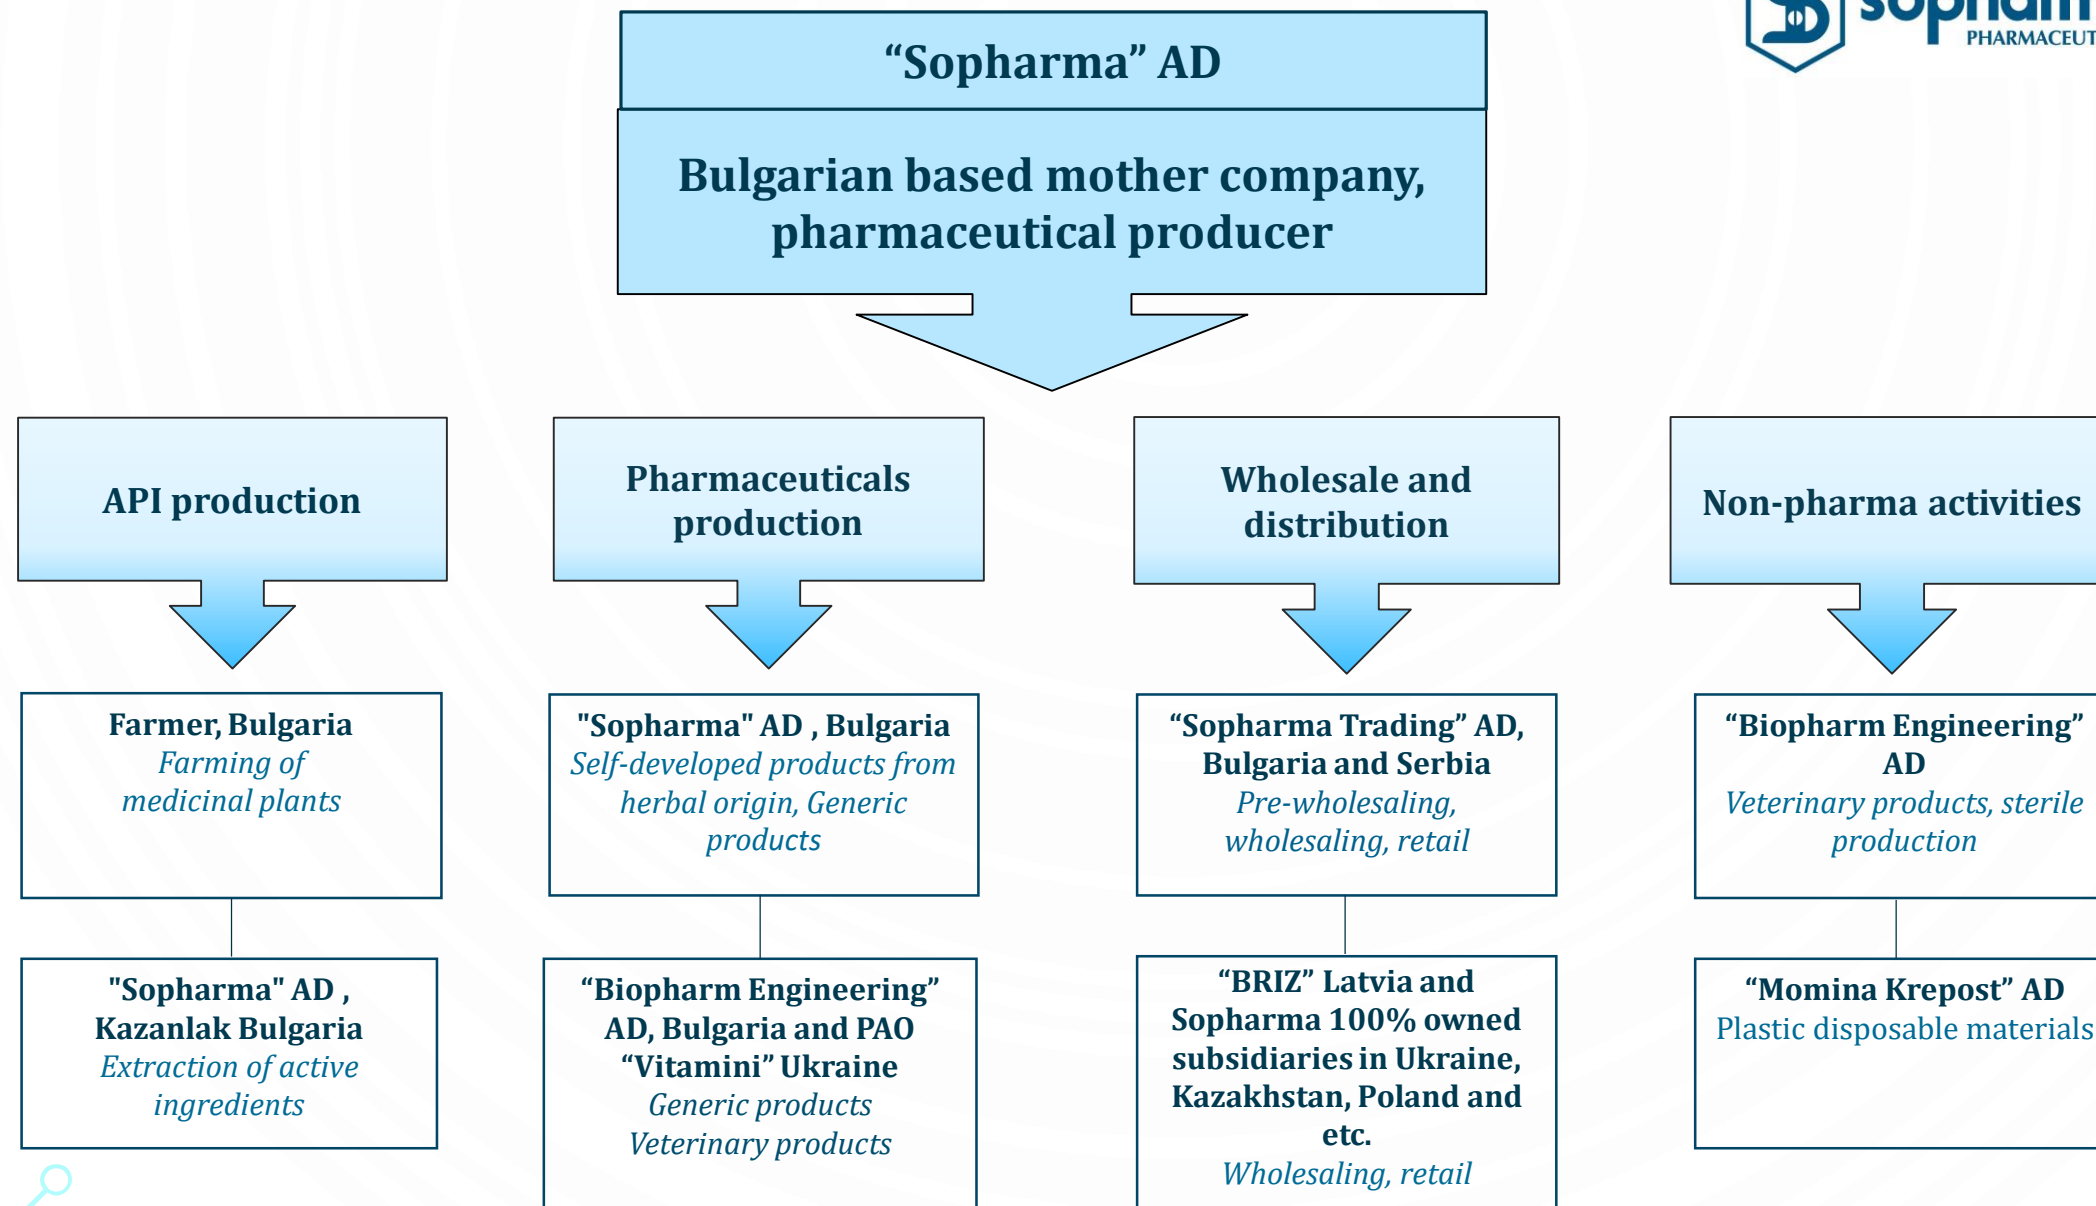 “Sopharma” AD
Bulgarian based mother company,
pharmaceutical producer
API production
Farmer, Bulgaria
Farming of
medicinal plants
"Sopharma" AD ,
Kazanlak Bulgaria
Extraction of active
ingredients
Pharmaceuticals
production
"Sopharma" AD , Bulgaria
Self-developed products from
herbal origin, Generic
products
“Biopharm Engineering”
AD, Bulgaria and PAO
“Vitamini” Ukraine
Generic products
Veterinary products
Wholesale and
distribution
“Sopharma Trading” AD,
Bulgaria and Serbia
Pre-wholesaling,
wholesaling, retail
“BRIZ” Latvia and
Sopharma 100% owned
subsidiaries in Ukraine,
Kazakhstan, Poland and
etc.
Wholesaling, retail
Non-pharma activities
“Biopharm Engineering”
AD
Veterinary products, sterile
production
“Momina Krepost” AD
Plastic disposable materials